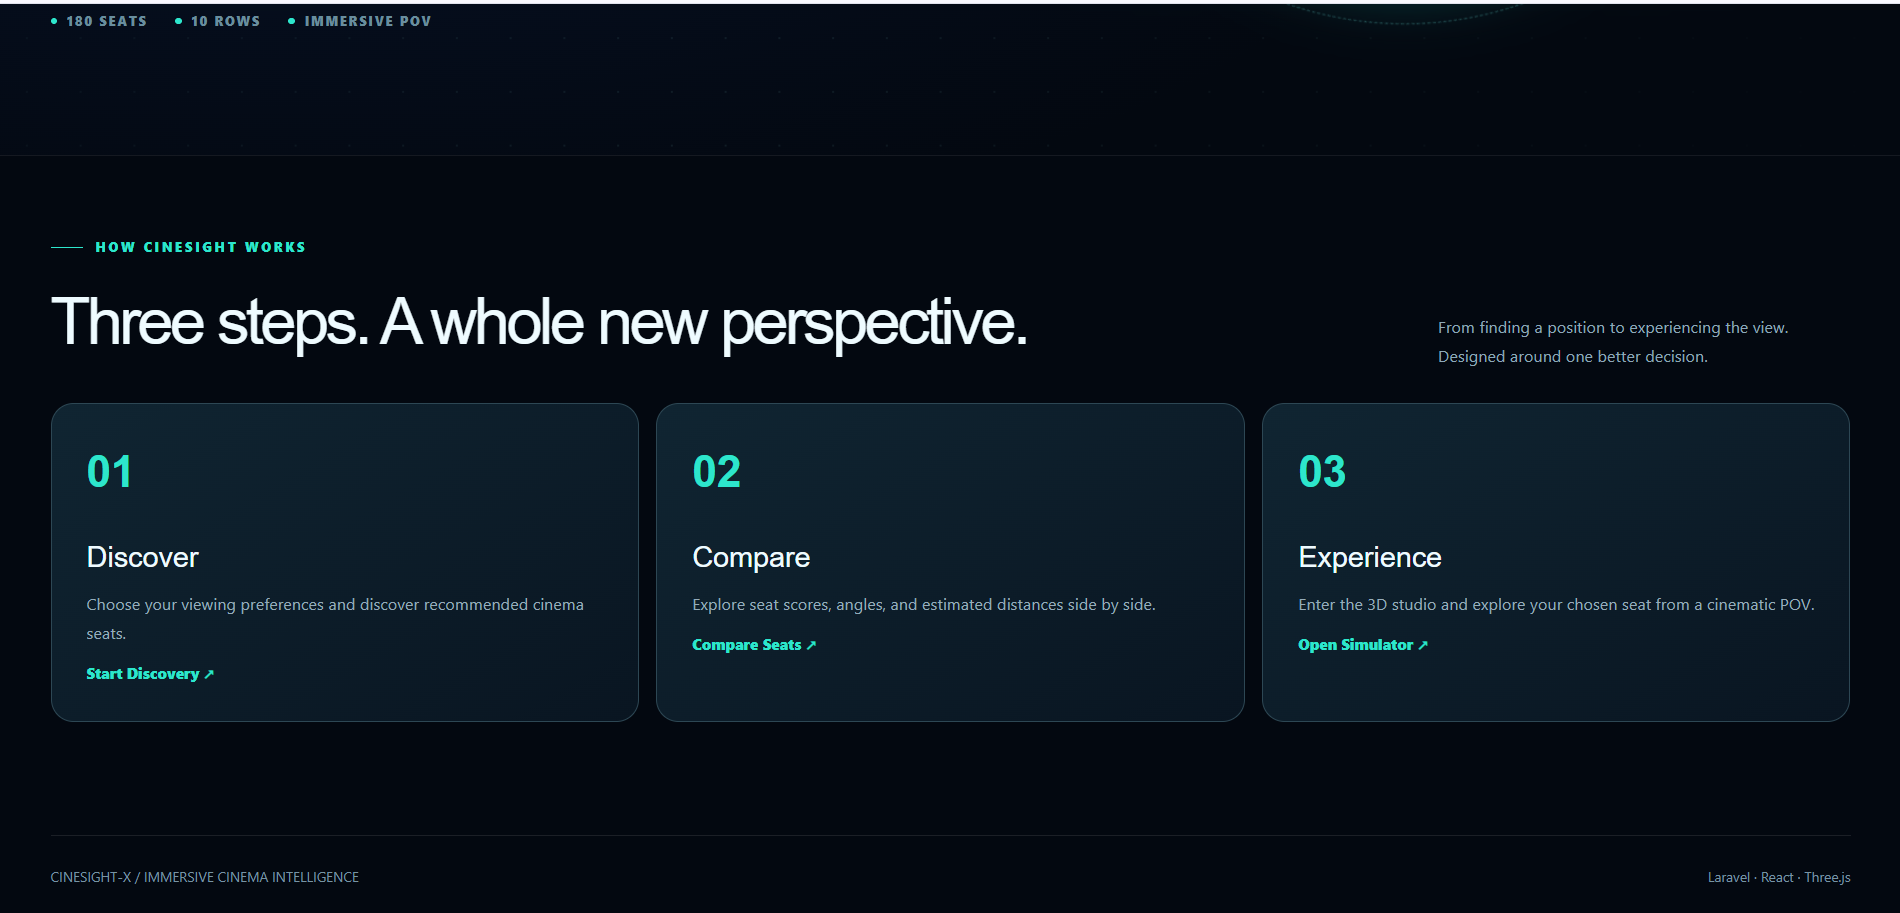 180 SEATS 10 ROWS IMMERSIVE POV
HOW CINESIGHT WORKS
Three steps. A whole new perspective.
From finding a position to experiencing the view.
Designed around one better decision.
01
Discover
Choose your viewing preferences and discover recommended cinema
seats.
Start Discovery ↗
02
Compare
Explore seat scores, angles, and estimated distances side by side.
Compare Seats ↗
03
Experience
Enter the 3D studio and explore your chosen seat from a cinematic POV.
Open Simulator ↗
CINESIGHT-X / IMMERSIVE CINEMA INTELLIGENCE
Laravel · React · Three.js